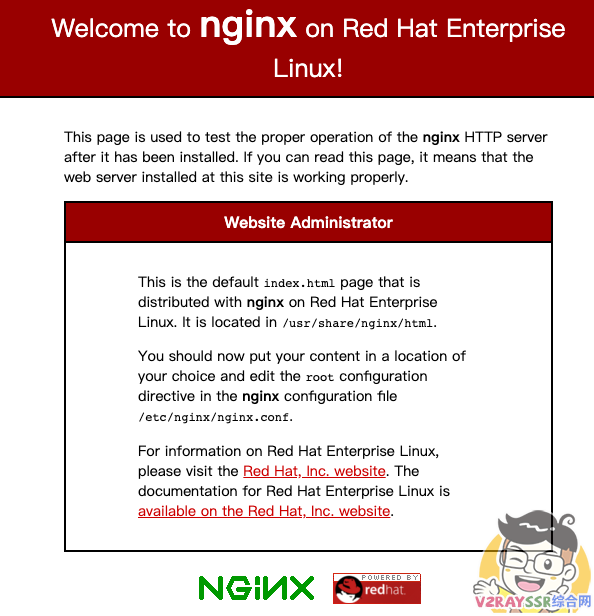 Welcome to nginx on Red Hat Enterprise
Linux!
This page is used to test the proper operation of the nginx HTTP server
after it has been installed. If you can read this page, it means that the
web server installed at this site is working properly.
Website Administrator
This is the default index.html page that is
distributed with nginx on Red Hat Enterprise
Linux. It is located in /usr/share/nginx/html.
You should now put your content in a location of
your choice and edit the root configuration
directive in the nginx configuration file
/etc/nginx/nginx.conf.
For information on Red Hat Enterprise Linux,
please visit the Red Hat, Inc. website. The
documentation for Red Hat Enterprise Linux is
available on the Red Hat, Inc. website.
NGINX
POWERED BY
redhat.
V2RAYSSR综合网